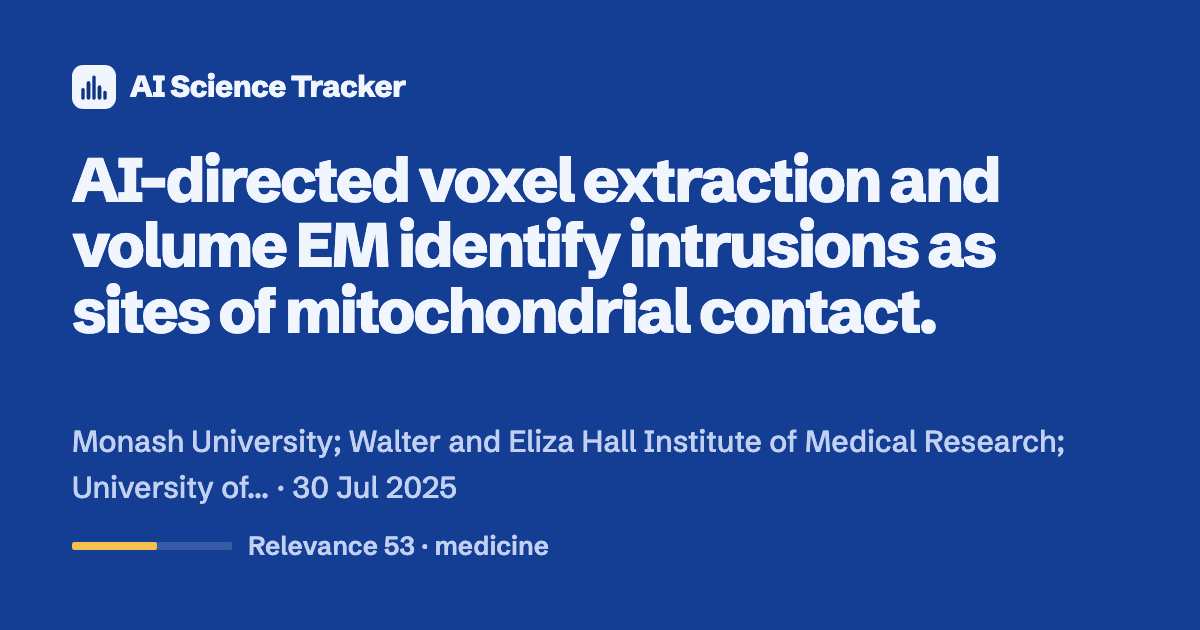 AI Science Tracker
AI-directed voxel extraction and
volume EM identify intrusions as
sites of mitochondrial contact.
Monash University; Walter and Eliza Hall Institute of Medical Research;
University of... · 30 Jul 2025
Relevance 53 · medicine